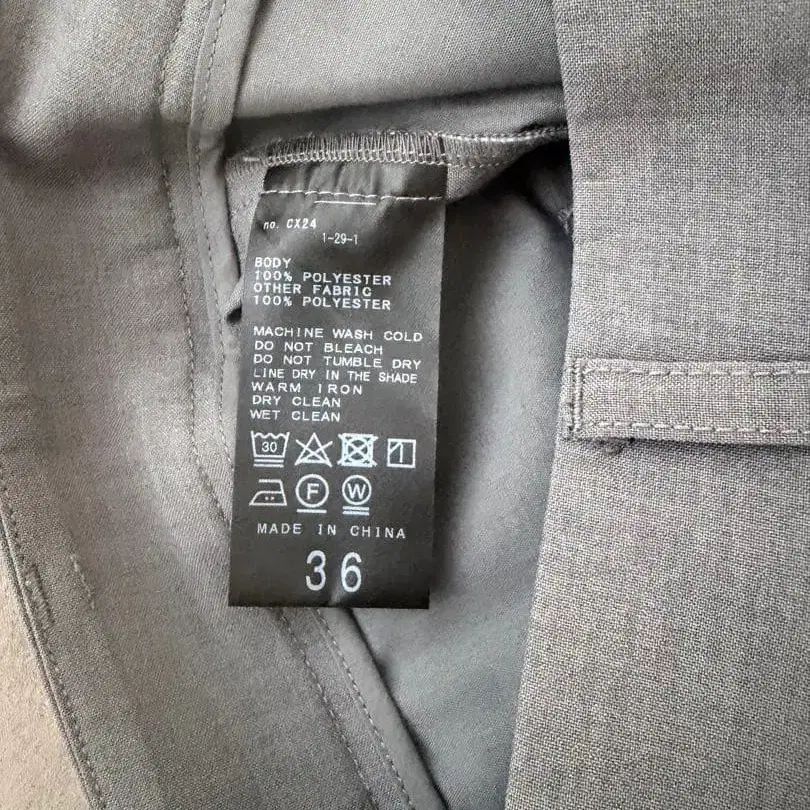 no. CX24
1-29-1
BODY
100% POLYESTER
OTHER FABRIC
100% POLYESTER
MACHINE WASH COLD
DO NOT BLEACH
DO NOT TUMBLE DRY
LINE DRY IN THE SHADE
WARM IRON
DRY CLEAN
WET CLEAN
30
F W
MADE IN CHINA
36